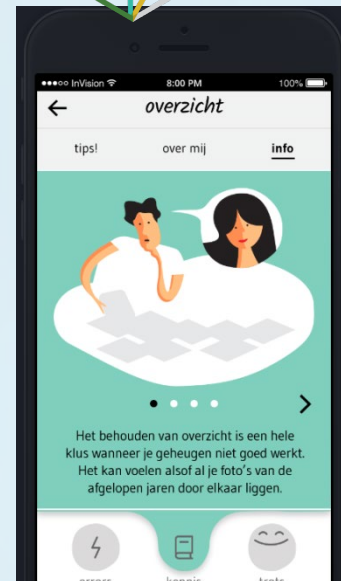 InVision 8:00 PM 100%
overzicht
tips! over mij info
Het behouden van overzicht is een hele
klus wanneer je geheugen niet goed werkt.
Het kan voelen alsof al je foto's van de
afgelopen jaren door elkaar liggen.
kennis